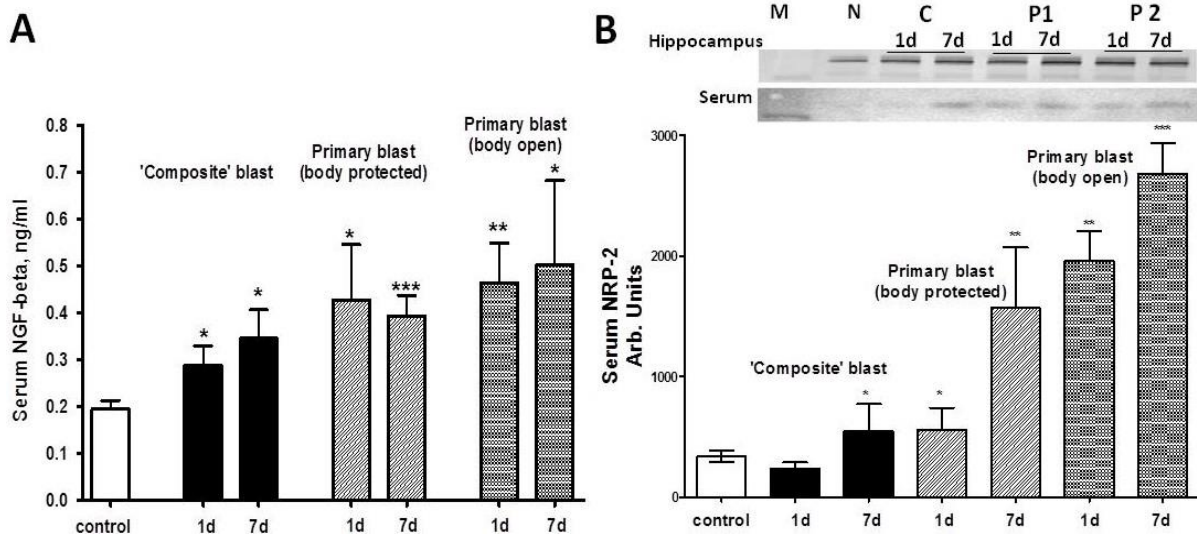 A
Serum NGF-beta, ng/ml
0.8
0.7
0.6
0.5
0.4
0.3
0.2
0.1
0.0
'Composite' blast
Primary blast
(body protected)
Primary blast
(body open)
*
*
*
***
**
*
control
1d
7d
1d
7d
1d
7d
B
M N C P1 P 2
1d 7d 1d 7d 1d 7d
Hippocampus
Serum
Serum NRP-2
Arb. Units
3000
2000
1000
0
'Composite' blast
Primary blast
(body protected)
Primary blast
(body open)
*
*
**
**
***
control
1d
7d
1d
7d
1d
7d